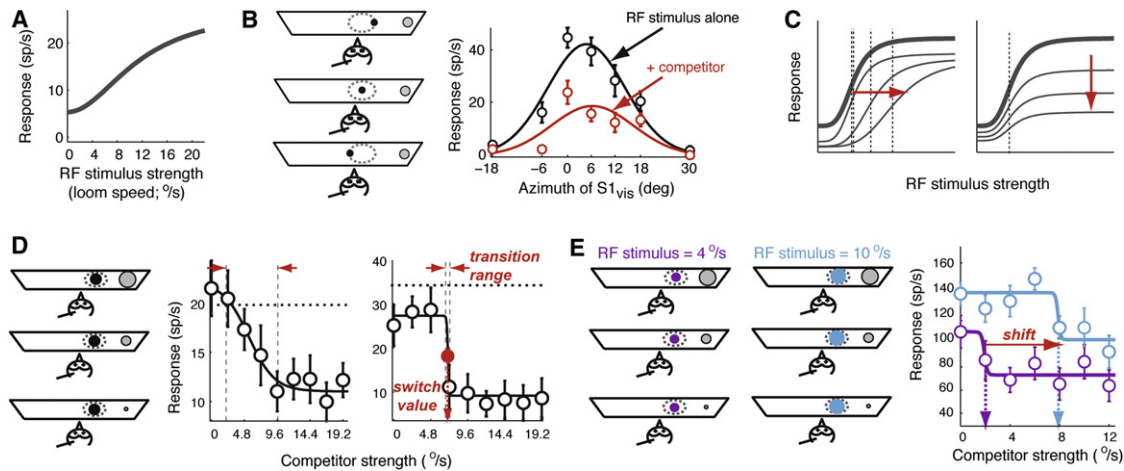 A
Response (sp/s)
20
10
0
0 4 8 12 16 20
RF stimulus strength
(loom speed; °/s)
B
Response (sp/s)
40
20
0
RF stimulus alone
+ competitor
−18 −6 0 6 12 18 30
Azimuth of S1vis (deg)
C
Response
RF stimulus strength
D
Response (sp/s)
20
15
10
0 4.8 9.6 14.4 19.2
40
30
20
10
transition
range
switch
value
0 4.8 9.6 14.4 19.2
Competitor strength ( °/s)
E
RF stimulus = 4 °/s
RF stimulus = 10 °/s
Response (sp/s)
160
140
120
100
80
60
40
shift
0 4 8 12
Competitor strength (°/s)